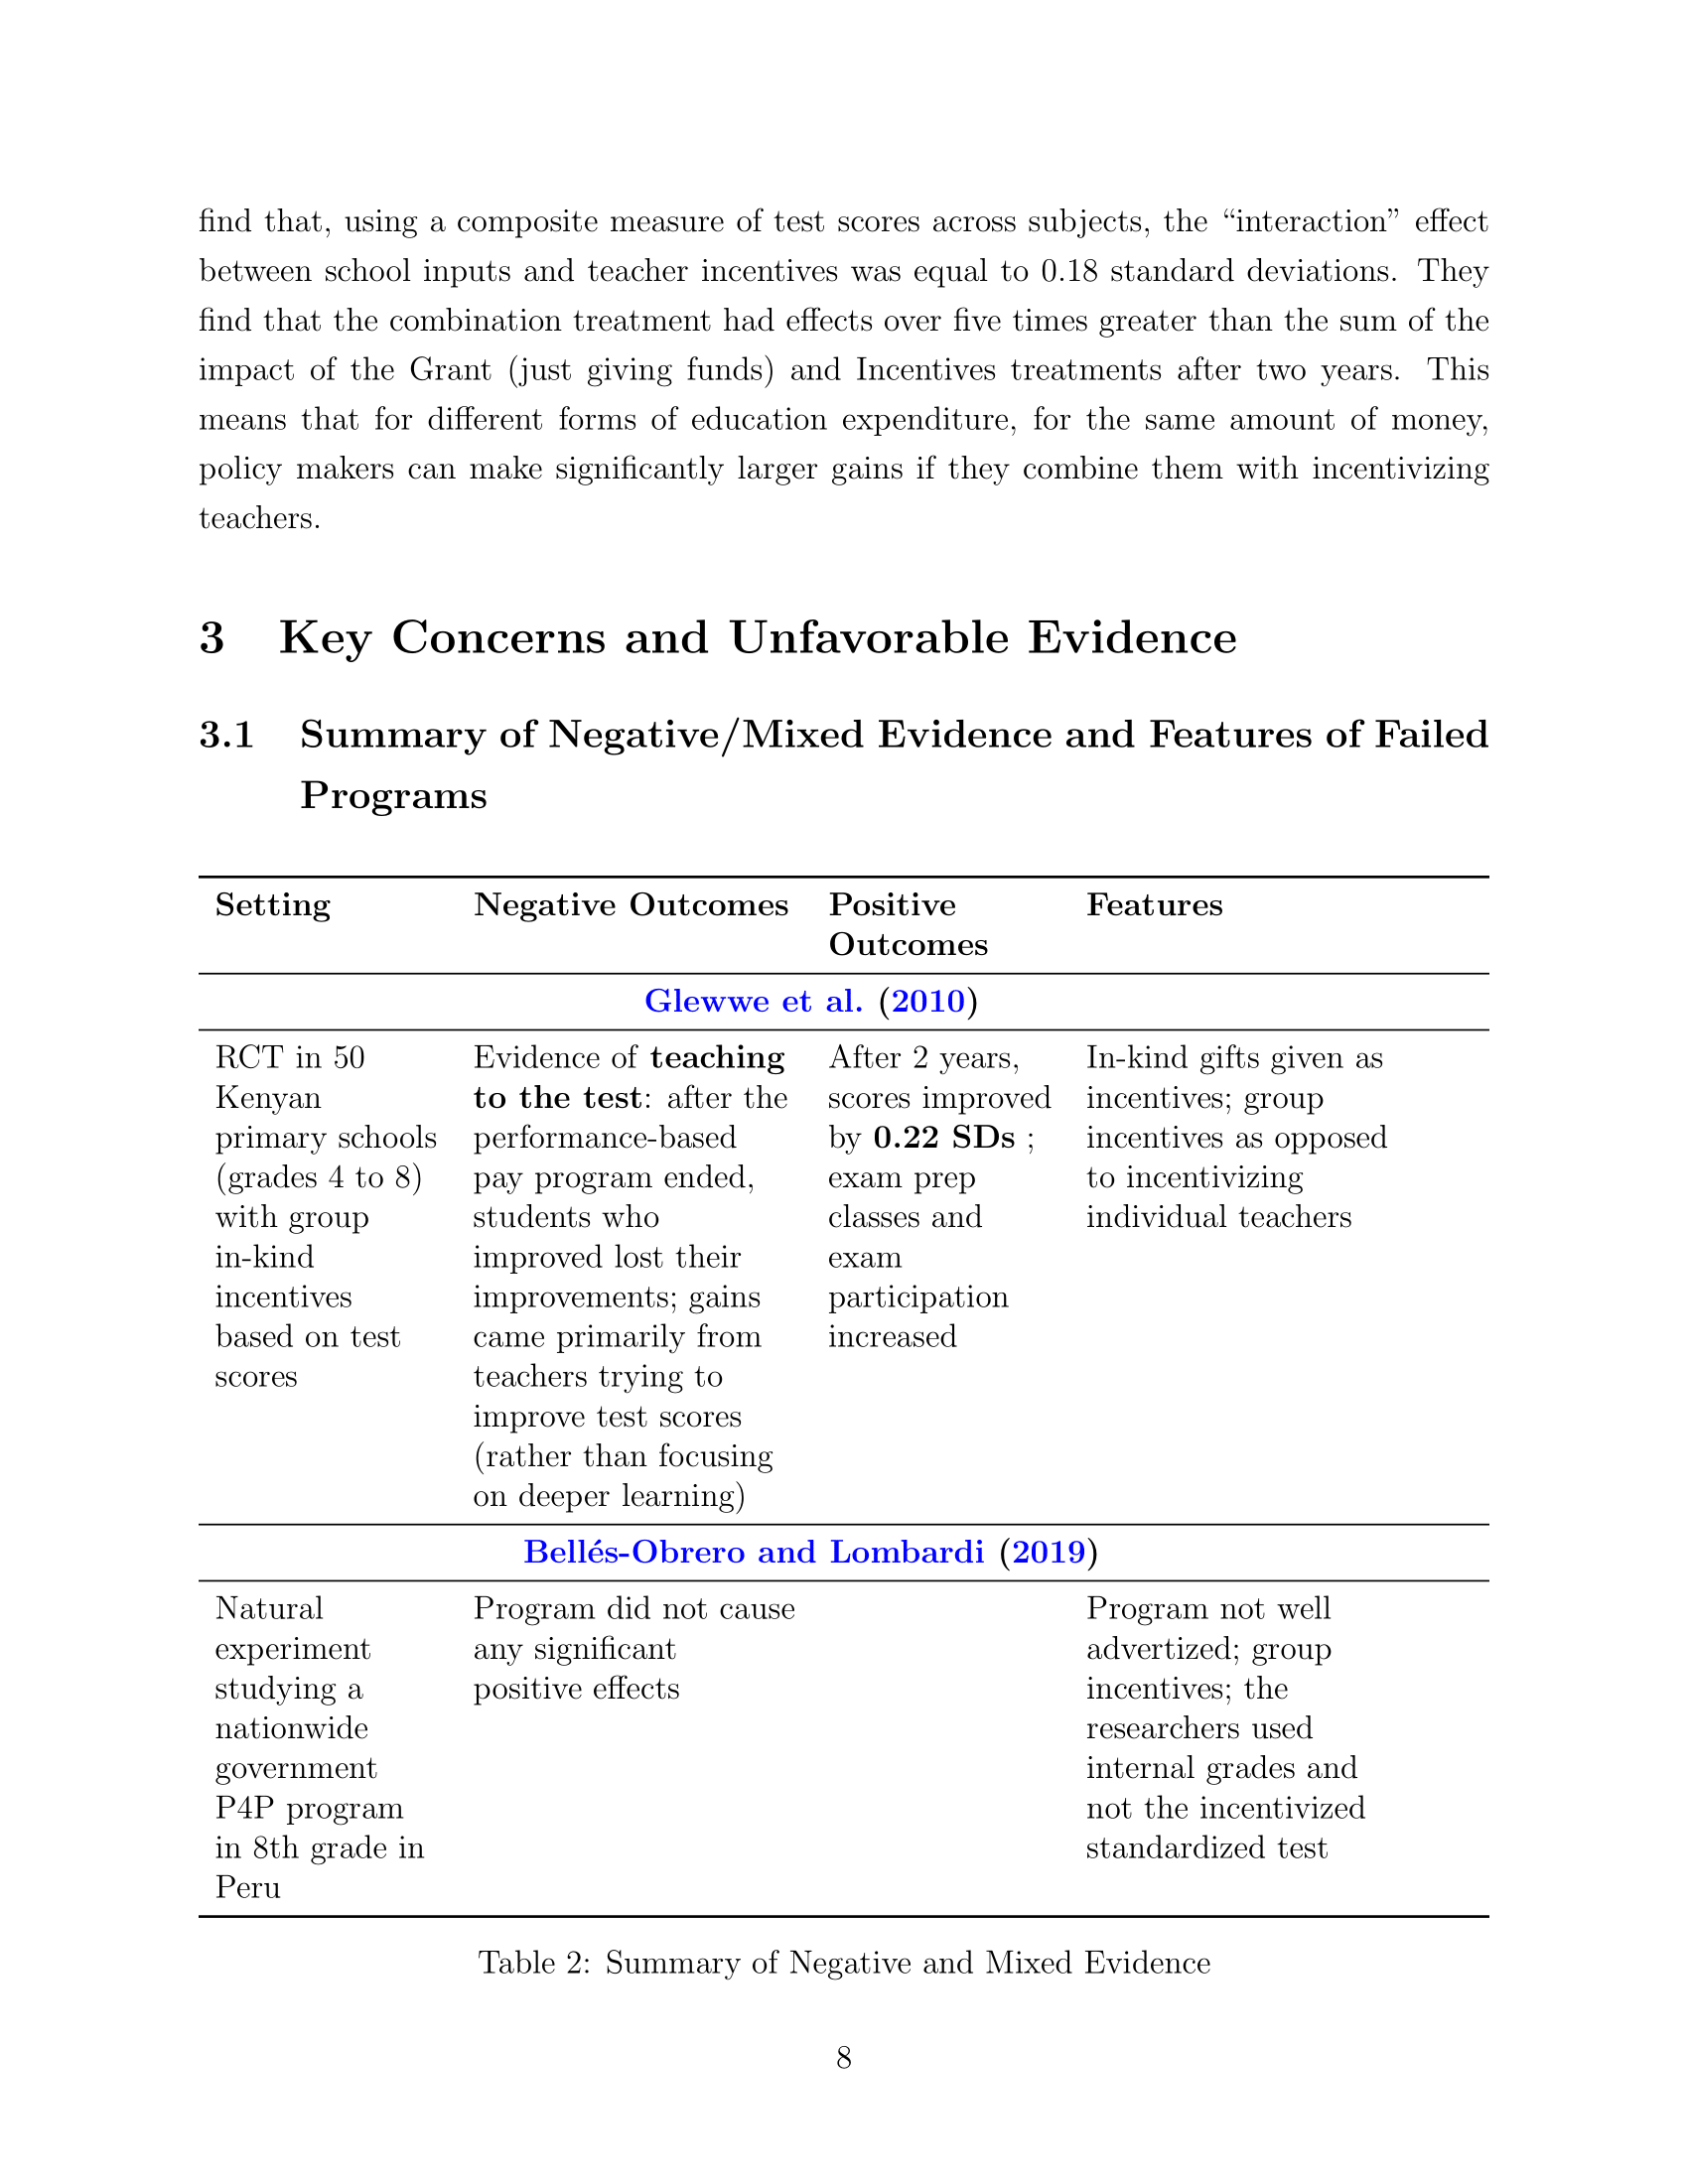 find that, using a composite measure of test scores across subjects, the “interaction” effect
between school inputs and teacher incentives was equal to 0.18 standard deviations. They
find that the combination treatment had effects over five times greater than the sum of the
impact of the Grant (just giving funds) and Incentives treatments after two years. This
means that for different forms of education expenditure, for the same amount of money,
policy makers can make significantly larger gains if they combine them with incentivizing
teachers.
3 Key Concerns and Unfavorable Evidence
3.1 Summary of Negative/Mixed Evidence and Features of Failed
Programs
Setting
Negative Outcomes
Positive
Outcomes
Features
Glewwe et al. (2010)
RCT in 50
Kenyan
primary schools
(grades 4 to 8)
with group
in-kind
incentives
based on test
scores
Evidence of teaching
to the test: after the
performance-based
pay program ended,
students who
improved lost their
improvements; gains
came primarily from
teachers trying to
improve test scores
(rather than focusing
on deeper learning)
After 2 years,
scores improved
by 0.22 SDs ;
exam prep
classes and
exam
participation
increased
In-kind gifts given as
incentives; group
incentives as opposed
to incentivizing
individual teachers
Bellés-Obrero and Lombardi (2019)
Natural
experiment
studying a
nationwide
government
P4P program
in 8th grade in
Peru
Program did not cause
any significant
positive effects
Program not well
advertized; group
incentives; the
researchers used
internal grades and
not the incentivized
standardized test
Table 2: Summary of Negative and Mixed Evidence
8